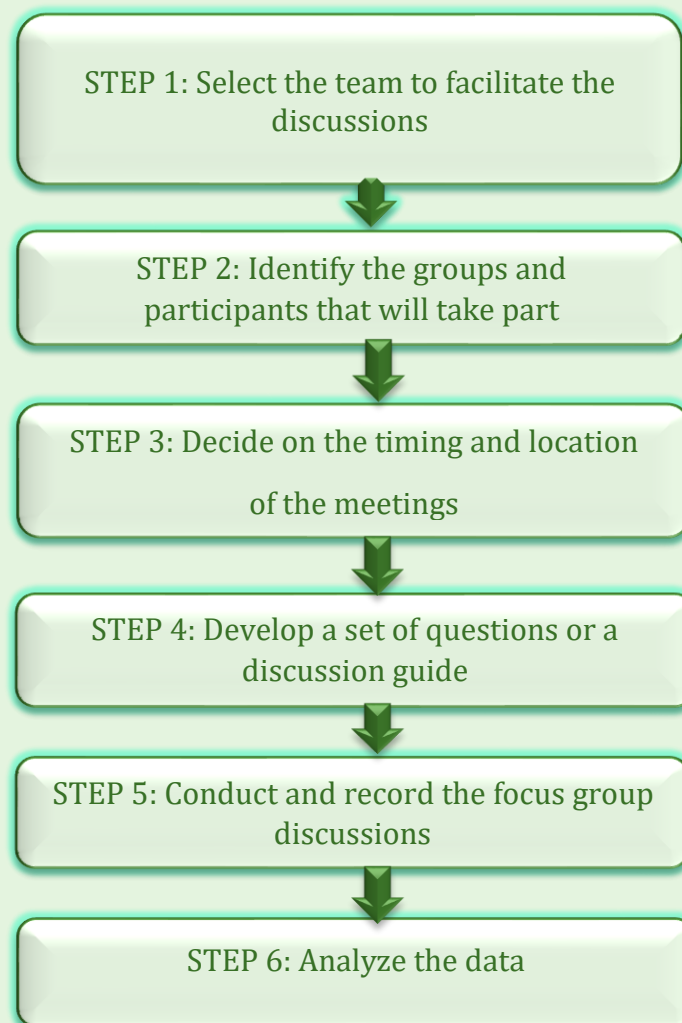 STEP 1: Select the team to facilitate the
discussions
STEP 2: Identify the groups and
participants that will take part
STEP 3: Decide on the timing and location
of the meetings
STEP 4: Develop a set of questions or a
discussion guide
STEP 5: Conduct and record the focus group
discussions
STEP 6: Analyze the data